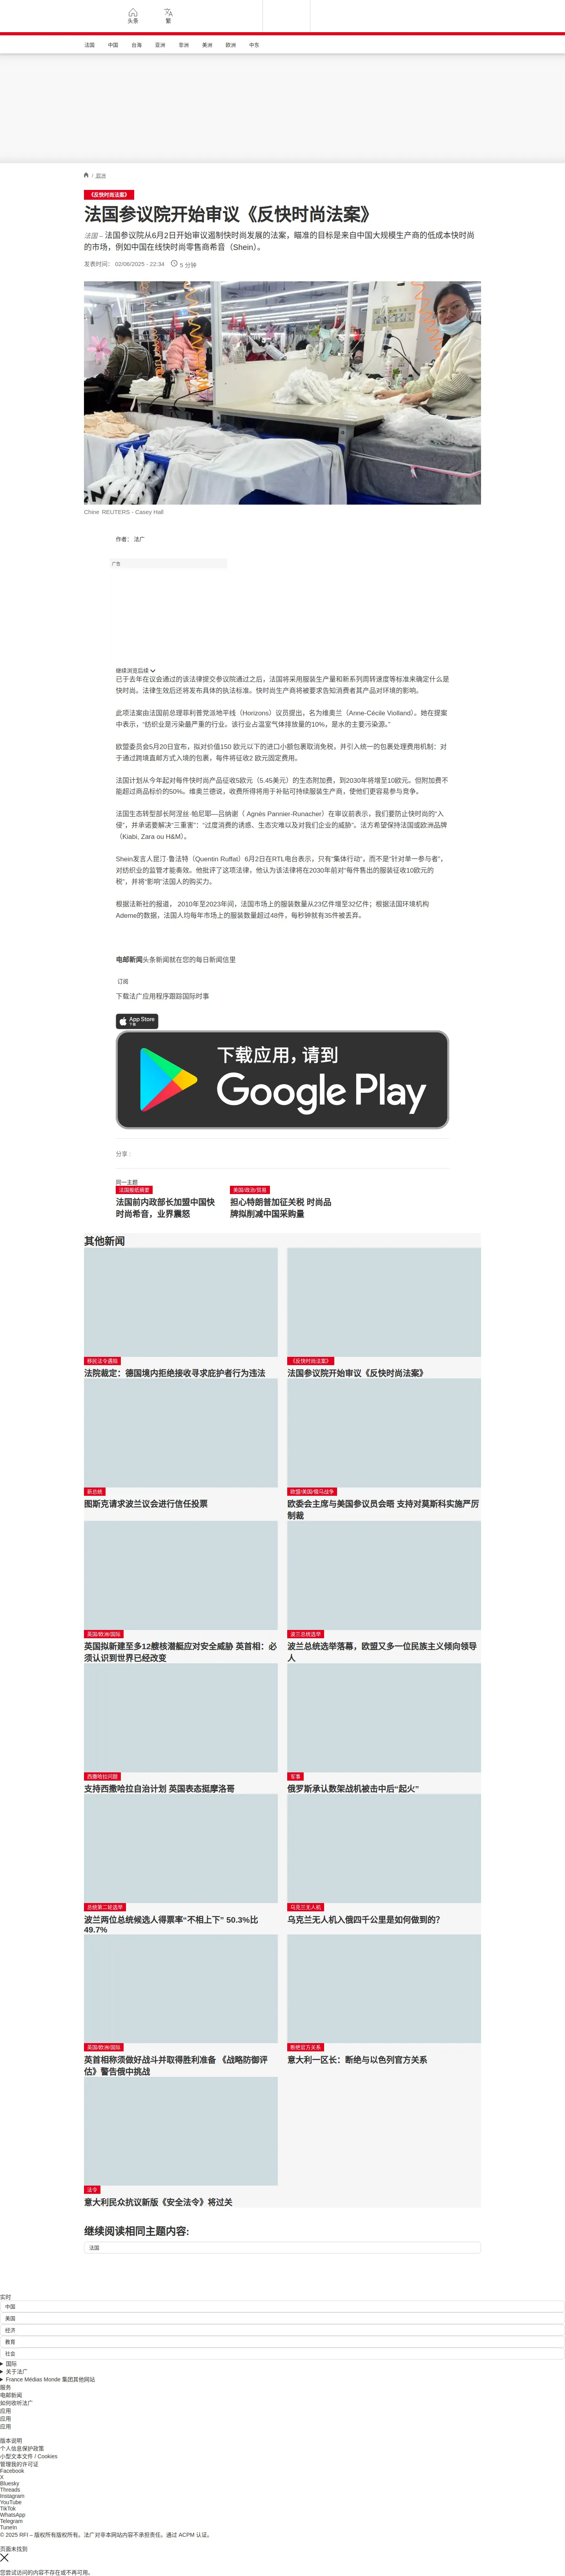 头条
繁
法国
中国
台海
亚洲
非洲
美洲
欧洲
中东
/ 欧洲
《反快时尚法案》
法国参议院开始审议《反快时尚法案》
法国 – 法国参议院从6月2日开始审议遏制快时尚发展的法案，瞄准的目标是来自中国大规模生产商的低成本快时尚
的市场，例如中国在线快时尚零售商希音（Shein）。
发表时间： 02/06/2025 - 22:34
5 分钟
Chine REUTERS - Casey Hall
作者： 法广
广告
继续浏览后续
已于去年在议会通过的该法律提交参议院通过之后，法国将采用服装生产量和新系列周转速度等标准来确定什么是
快时尚。法律生效后还将发布具体的执法标准。快时尚生产商将被要求告知消费者其产品对环境的影响。
此项法案由法国前总理菲利普党派地平线（Horizons）议员提出，名为维奥兰（Anne-Cécile Violland）。她在提案
中表示，“纺织业是污染最严重的行业。该行业占温室气体排放量的10%，是水的主要污染源。”
欧盟委员会5月20日宣布，拟对价值150 欧元以下的进口小额包裹取消免税，并引入统一的包裹处理费用机制：对
于通过跨境直邮方式入境的包裹，每件将征收2 欧元固定费用。
法国计划从今年起对每件快时尚产品征收5欧元（5.45美元）的生态附加费，到2030年将增至10欧元。但附加费不
能超过商品标价的50%。维奥兰德说，收费所得将用于补贴可持续服装生产商，使他们更容易参与竞争。
法国生态转型部长阿涅丝·帕尼耶—吕纳谢（ Agnès Pannier-Runacher）在审议前表示，我们要防止快时尚的“入
侵”，并承诺要解决“三重害”：“过度消费的诱惑、生态灾难以及对我们企业的威胁”。法方希望保持法国或欧洲品牌
（Kiabi, Zara ou H&M）。
Shein发言人昆汀·鲁法特（Quentin Ruffat）6月2日在RTL电台表示，只有“集体行动”，而不是“针对单一参与者”，
对纺织业的监管才能奏效。他批评了这项法律，他认为该法律将在2030年前对“每件售出的服装征收10欧元的
税”，并将“影响”法国人的购买力。
根据法新社的报道， 2010年至2023年间，法国市场上的服装数量从23亿件增至32亿件；根据法国环境机构
Ademe的数据，法国人均每年市场上的服装数量超过48件，每秒钟就有35件被丢弃。
电邮新闻头条新闻就在您的每日新闻信里
订阅
下载法广应用程序跟踪国际时事
App Store
下载
下载应用，请到
Google Play
分享 :
同一主题
法国报纸摘要
法国前内政部长加盟中国快
时尚希音，业界震怒
美国/政治/贸易
担心特朗普加征关税 时尚品
牌拟削减中国采购量
其他新闻
移民法令遇阻
法院裁定：德国境内拒绝接收寻求庇护者行为违法
《反快时尚法案》
法国参议院开始审议《反快时尚法案》
新总统
图斯克请求波兰议会进行信任投票
欧盟/美国/俄乌战争
欧委会主席与美国参议员会晤 支持对莫斯科实施严厉
制裁
英国/欧洲/国际
英国拟新建至多12艘核潜艇应对安全威胁 英首相：必
须认识到世界已经改变
波兰总统选举
波兰总统选举落幕，欧盟又多一位民族主义倾向领导
人
西撒哈拉问题
支持西撒哈拉自治计划 英国表态挺摩洛哥
军事
俄罗斯承认数架战机被击中后“起火”
总统第二轮选举
波兰两位总统候选人得票率“不相上下” 50.3%比
49.7%
乌克兰无人机
乌克兰无人机入俄四千公里是如何做到的？
英国/欧洲/国际
英首相称须做好战斗并取得胜利准备 《战略防御评
估》警告俄中挑战
断绝官方关系
意大利一区长：断绝与以色列官方关系
法令
意大利民众抗议新版《安全法令》将过关
继续阅读相同主题内容:
法国
实时
中国
美国
经济
教育
社会
国际
关于法广
France Médias Monde 集团其他网站
服务
电邮新闻
如何收听法广
应用
应用
应用
版本说明
个人信息保护政策
小型文本文件 / Cookies
管理我的许可证
Facebook
X
Bluesky
Threads
Instagram
YouTube
TikTok
WhatsApp
Telegram
TuneIn
© 2025 RFI – 版权所有版权所有。法广对非本网站内容不承担责任。通过 ACPM 认证。
页面未找到
您尝试访问的内容不存在或不再可用。